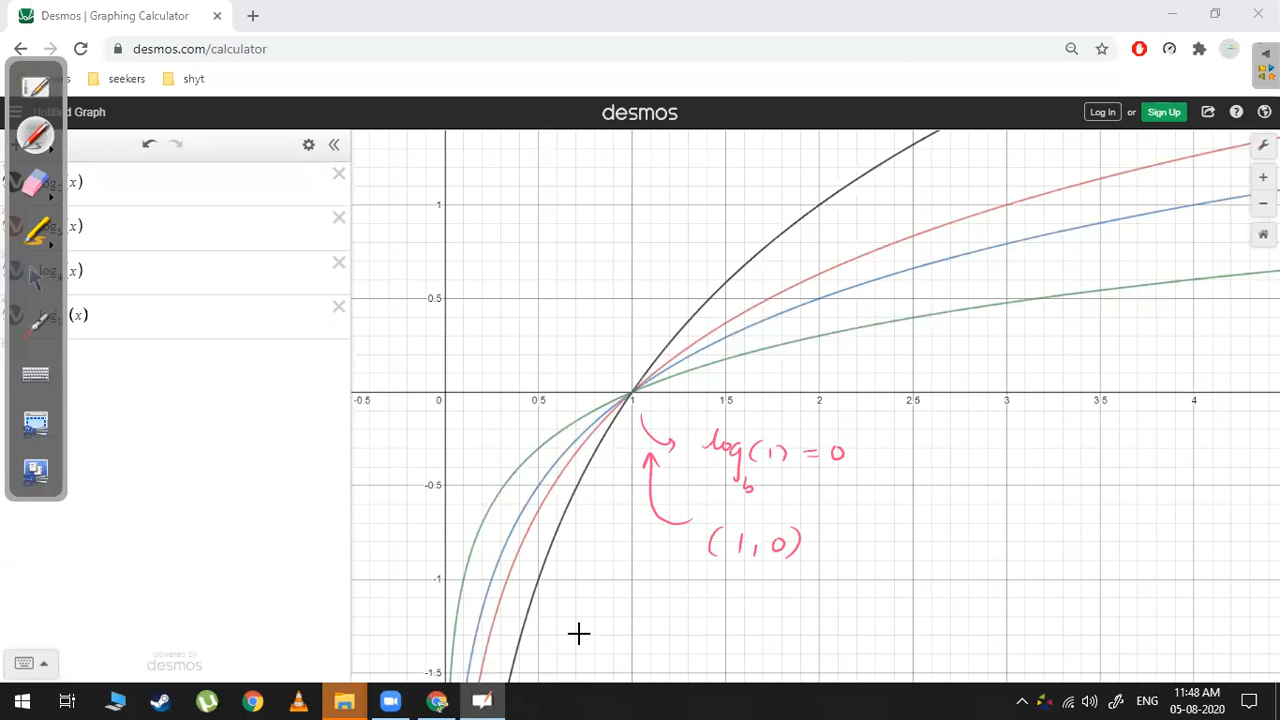 Desmos | Graphing Calculator
desmos.com/calculator
seekers
shyt
Untitled Graph
desmos
Log In or Sign Up
(x)
(x)
(x)
(x)
1
0.5
-0.5
0
0.5
1
1.5
2
2.5
3
3.5
4
-0.5
-1
-1.5
log_b(1) = 0
(1, 0)
powered by
desmos
ENG
11:48 AM
05-08-2020